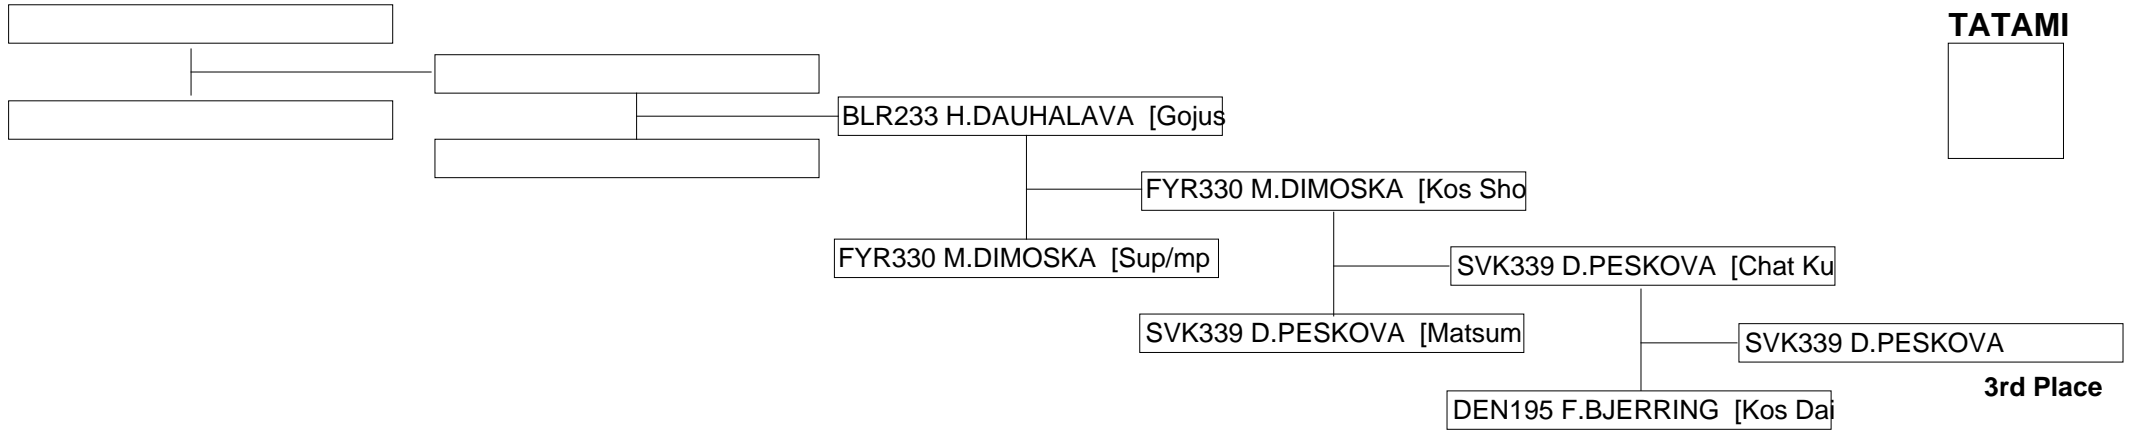 TATAMI
BLR233 H.DAUHALAVA [Gojus
FYR330 M.DIMOSKA [Kos Sho
FYR330 M.DIMOSKA [Sup/mp
SVK339 D.PESKOVA [Chat Ku
SVK339 D.PESKOVA [Matsum
SVK339 D.PESKOVA
3rd Place
DEN195 F.BJERRING [Kos Dai